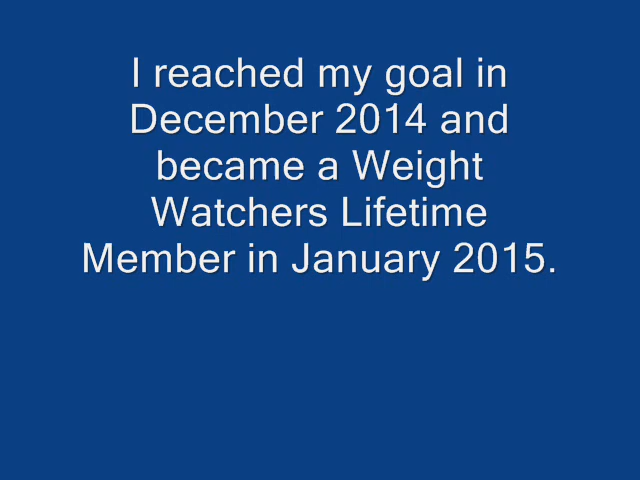 I reached my goal in
December 2014 and
became a Weight
Watchers Lifetime
Member in January 2015.